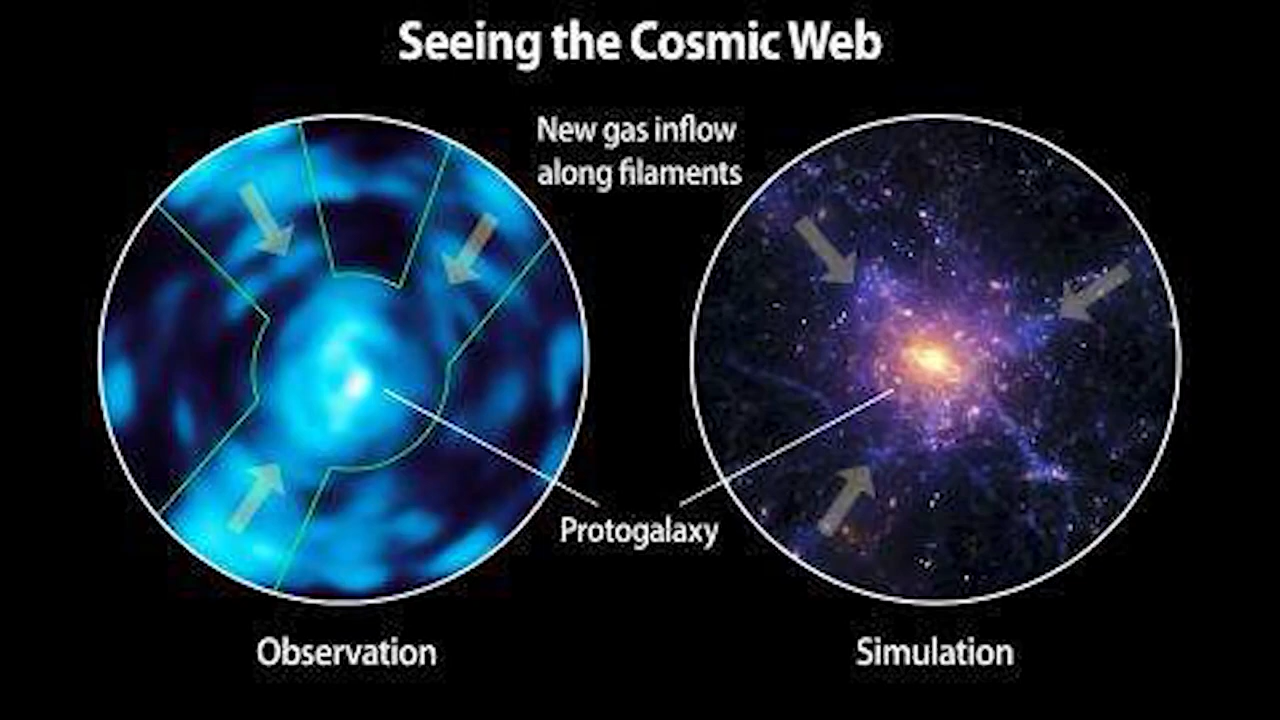 Seeing the Cosmic Web
New gas inflow
along filaments
Protogalaxy
Observation
Simulation